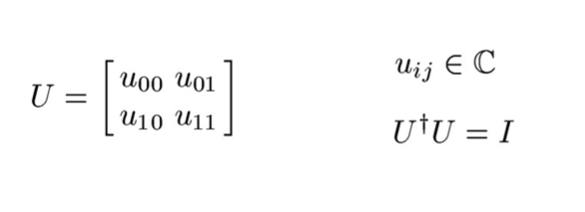 U = [ u₀₀ u₀₁
u₁₀ u₁₁ ]
uᵢⱼ ∈ ℂ
U†U = I